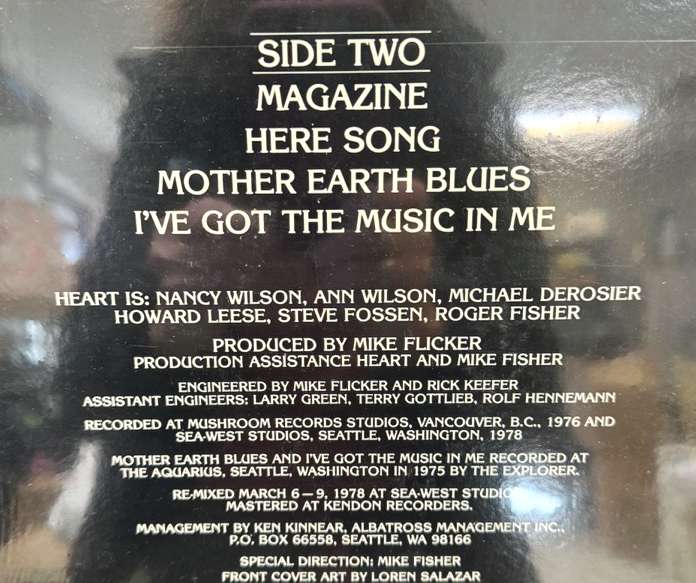 SIDE TWO
MAGAZINE
HERE SONG
MOTHER EARTH BLUES
I'VE GOT THE MUSIC IN ME
HEART IS: NANCY WILSON, ANN WILSON, MICHAEL DEROSIER
HOWARD LEESE, STEVE FOSSEN, ROGER FISHER
PRODUCED BY MIKE FLICKER
PRODUCTION ASSISTANCE HEART AND MIKE FISHER
ENGINEERED BY MIKE FLICKER AND RICK KEEFER
ASSISTANT ENGINEERS: LARRY GREEN, TERRY GOTTLIEB, ROLF HENNEMANN
RECORDED AT MUSHROOM RECORDS STUDIOS, VANCOUVER, B.C., 1976 AND
SEA-WEST STUDIOS, SEATTLE, WASHINGTON, 1978
MOTHER EARTH BLUES AND I'VE GOT THE MUSIC IN ME RECORDED AT
THE AQUARIUS, SEATTLE, WASHINGTON IN 1975 BY THE EXPLORER.
RE-MIXED MARCH 6–9, 1978 AT SEA-WEST
MASTERED AT KENDON RECORDERS.
MANAGEMENT BY KEN KINNEAR, ALBATROSS MANAGEMENT INC.,
P.O. BOX 66558, SEATTLE, WA 98166
SPECIAL DIRECTION: MIKE FISHER
FRONT COVER ART BY LOREN SALAZAR